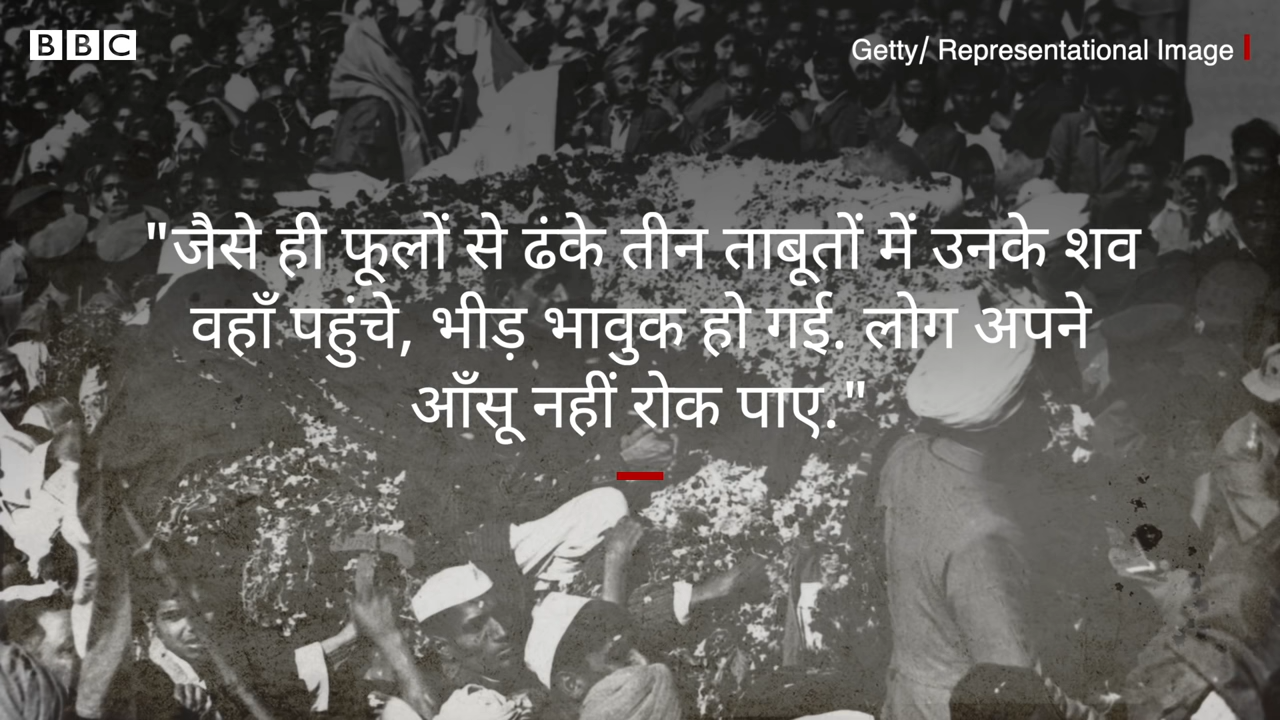 BBC
Getty/ Representational Image
"जैसे ही फूलों से ढंके तीन ताबूतों में उनके शव
वहाँ पहुंचे, भीड़ भावुक हो गई. लोग अपने
आँसू नहीं रोक पाए."